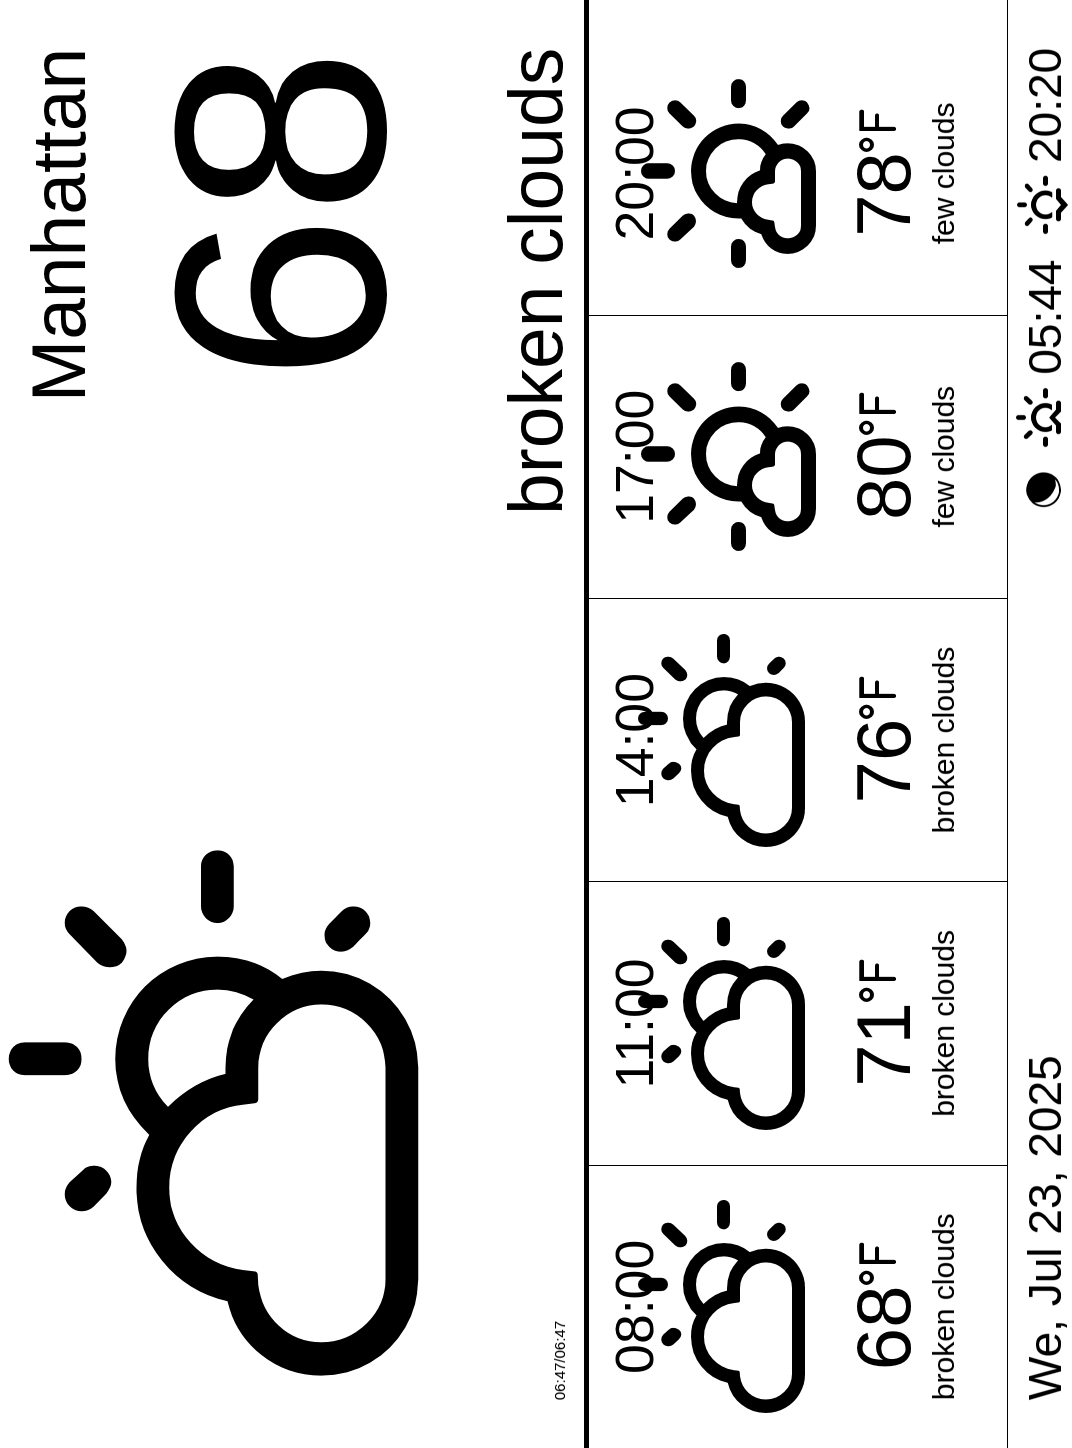 Manhattan
68
broken clouds
06:47/06:47
08:00
68°F
broken clouds
11:00
71°F
broken clouds
14:00
76°F
broken clouds
17:00
80°F
few clouds
20:00
78°F
few clouds
We, Jul 23, 2025
05:44
20:20